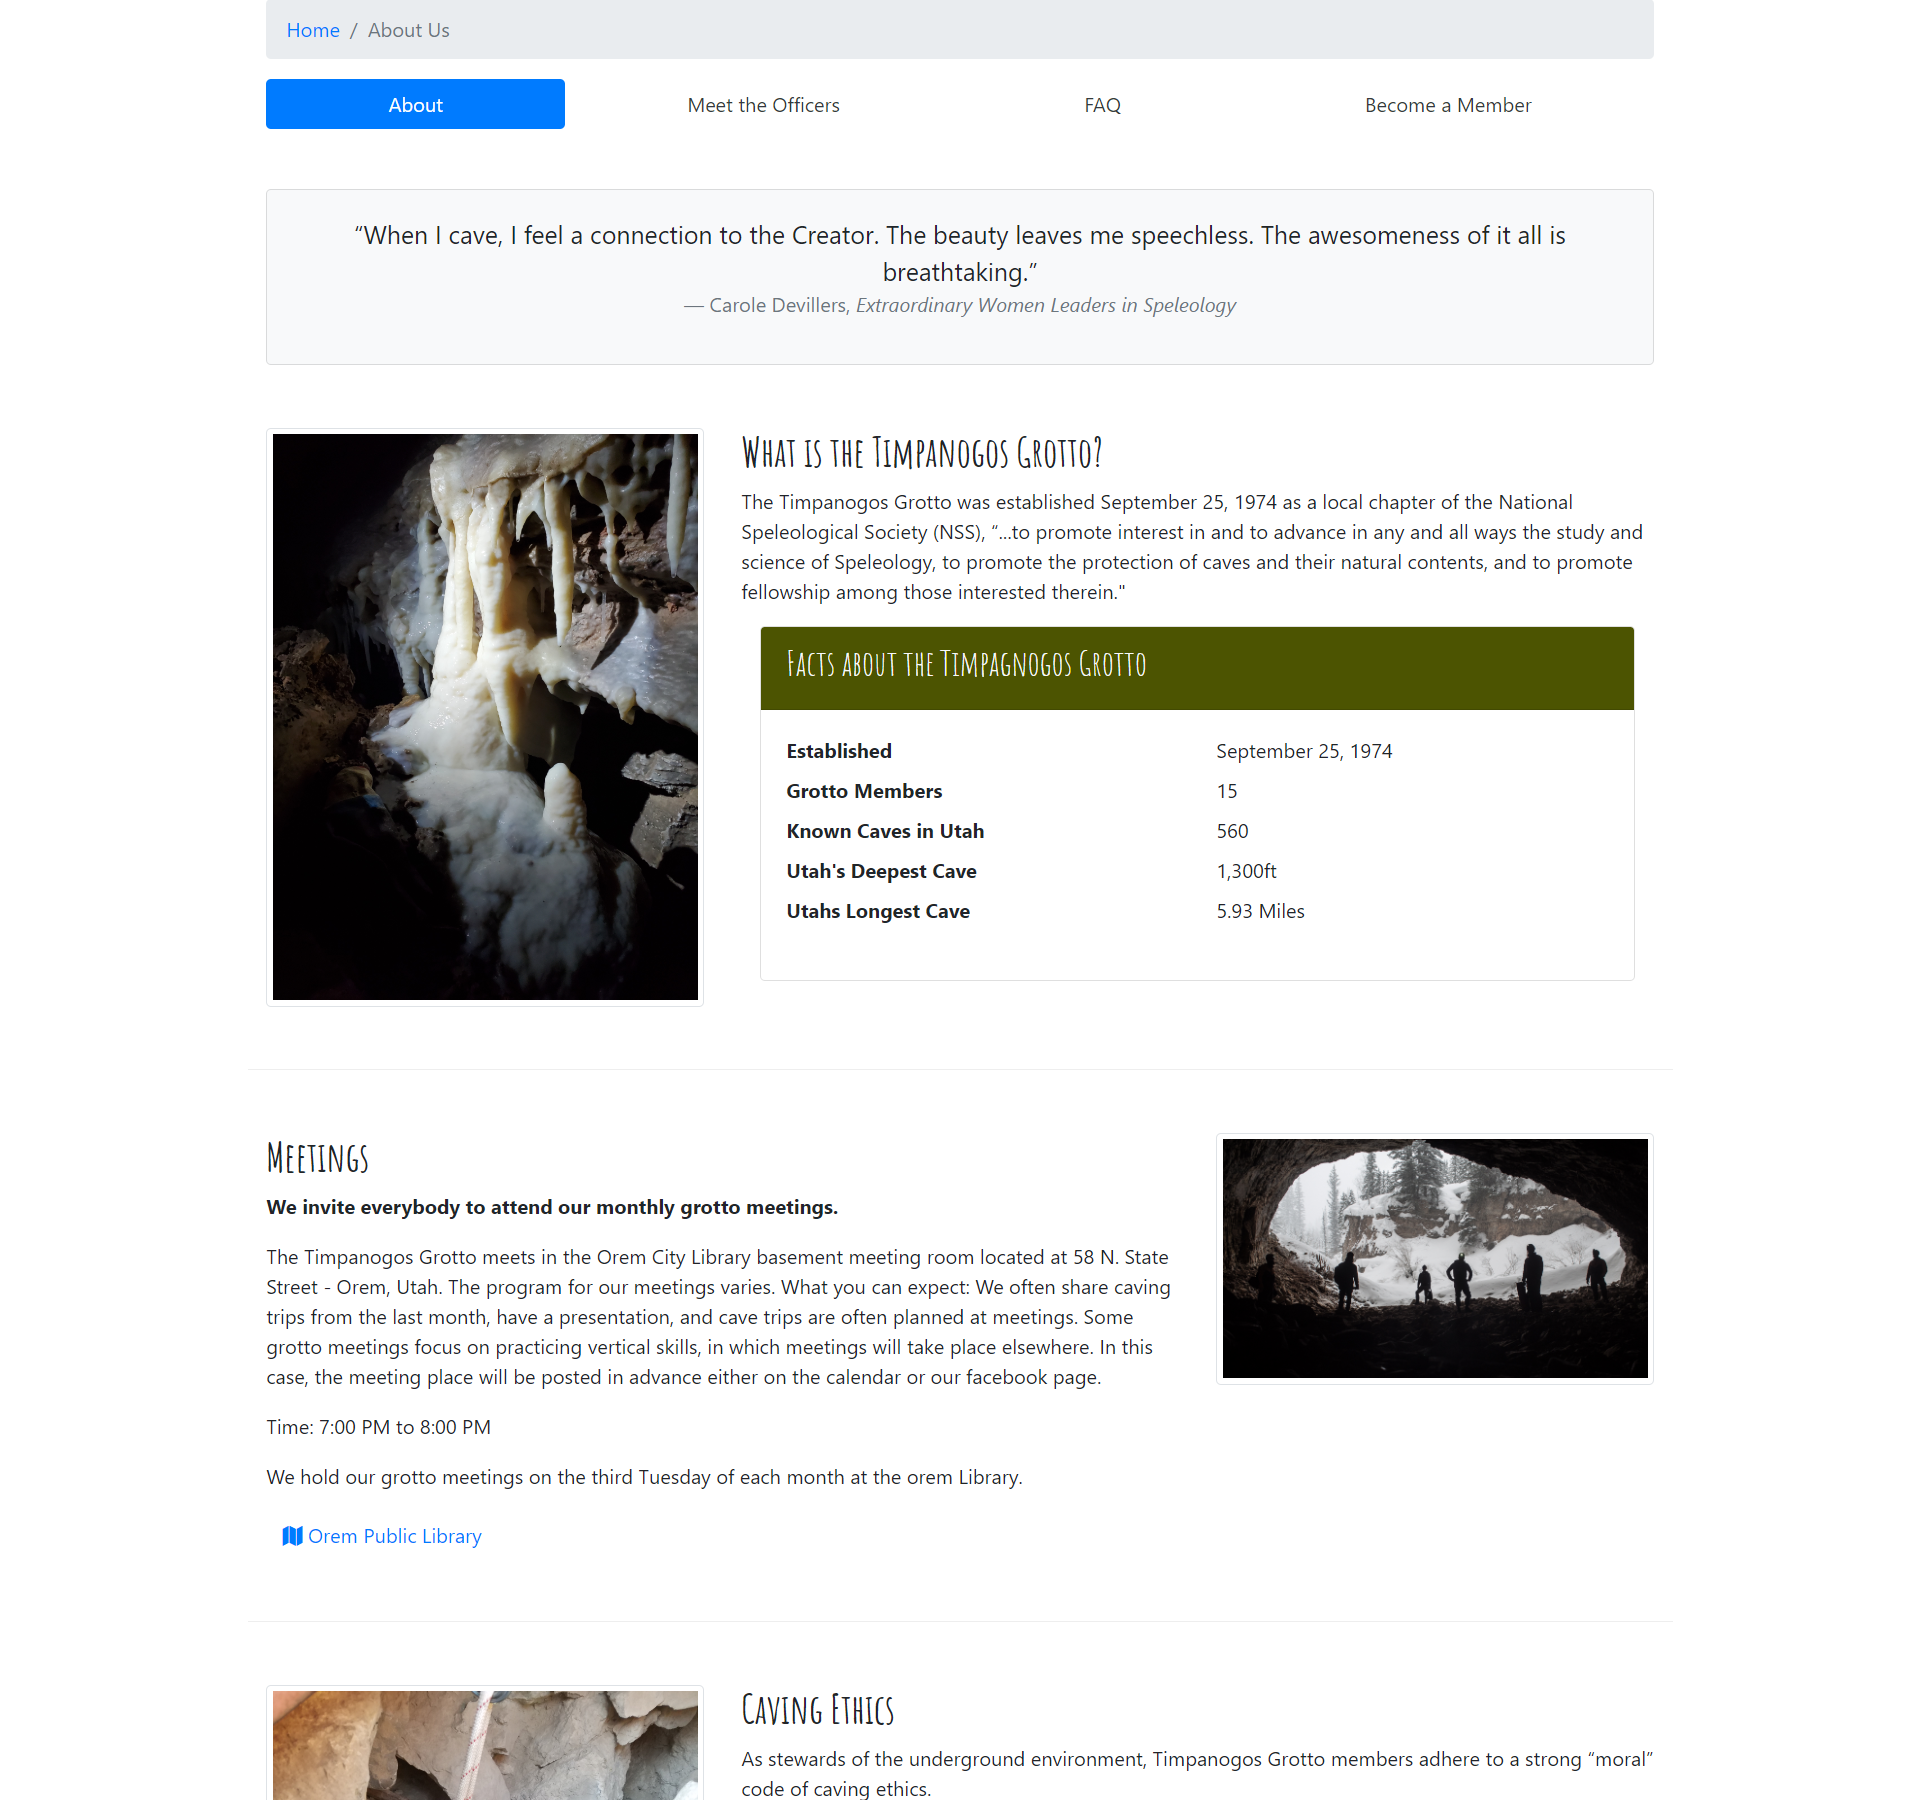 Home / About Us
About
Meet the Officers
FAQ
Become a Member
“When I cave, I feel a connection to the Creator. The beauty leaves me speechless. The awesomeness of it all is
breathtaking.”
— Carole Devillers, Extraordinary Women Leaders in Speleology
What is the Timpanogos Grotto?
The Timpanogos Grotto was established September 25, 1974 as a local chapter of the National
Speleological Society (NSS), “...to promote interest in and to advance in any and all ways the study and
science of Speleology, to promote the protection of caves and their natural contents, and to promote
fellowship among those interested therein."
Facts about the Timpagnogos Grotto
Established September 25, 1974
Grotto Members 15
Known Caves in Utah 560
Utah's Deepest Cave 1,300ft
Utahs Longest Cave 5.93 Miles
Meetings
We invite everybody to attend our monthly grotto meetings.
The Timpanogos Grotto meets in the Orem City Library basement meeting room located at 58 N. State
Street - Orem, Utah. The program for our meetings varies. What you can expect: We often share caving
trips from the last month, have a presentation, and cave trips are often planned at meetings. Some
grotto meetings focus on practicing vertical skills, in which meetings will take place elsewhere. In this
case, the meeting place will be posted in advance either on the calendar or our facebook page.
Time: 7:00 PM to 8:00 PM
We hold our grotto meetings on the third Tuesday of each month at the orem Library.
Orem Public Library
Caving Ethics
As stewards of the underground environment, Timpanogos Grotto members adhere to a strong “moral”
code of caving ethics.